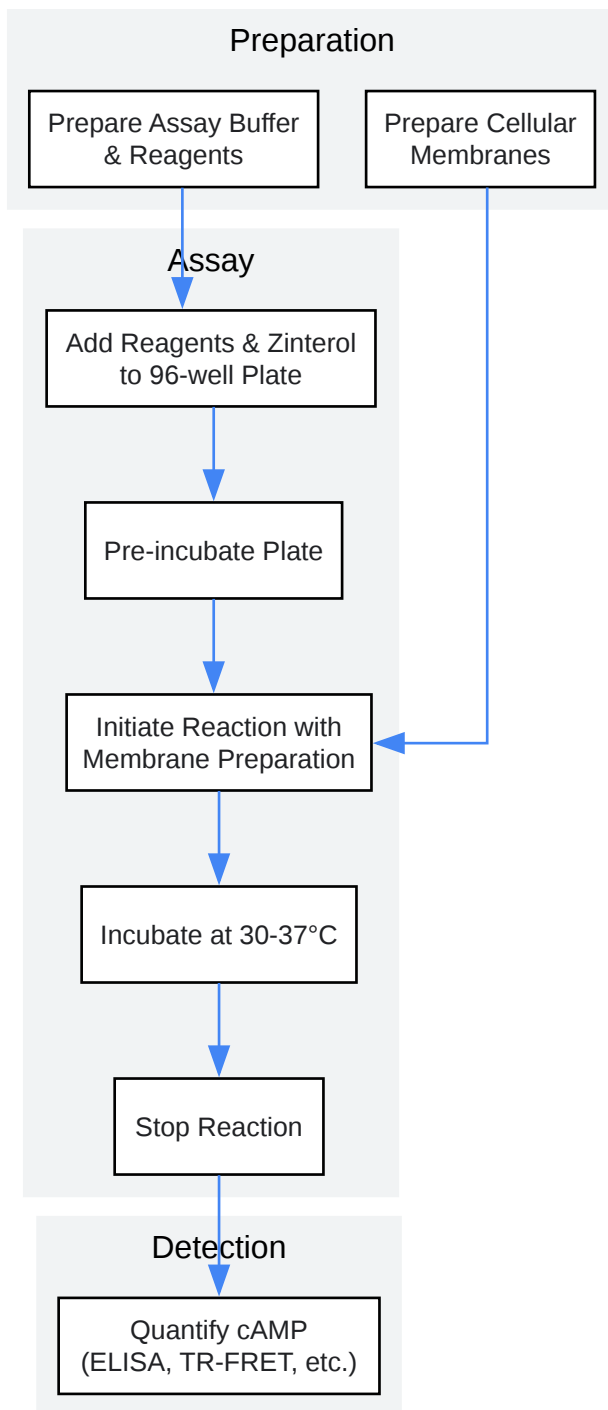 Preparation
Prepare Assay Buffer
& Reagents
Prepare Cellular
Membranes
Assay
Add Reagents & Zinterol
to 96-well Plate
Pre-incubate Plate
Initiate Reaction with
Membrane Preparation
Incubate at 30-37°C
Stop Reaction
Detection
Quantify cAMP
(ELISA, TR-FRET, etc.)